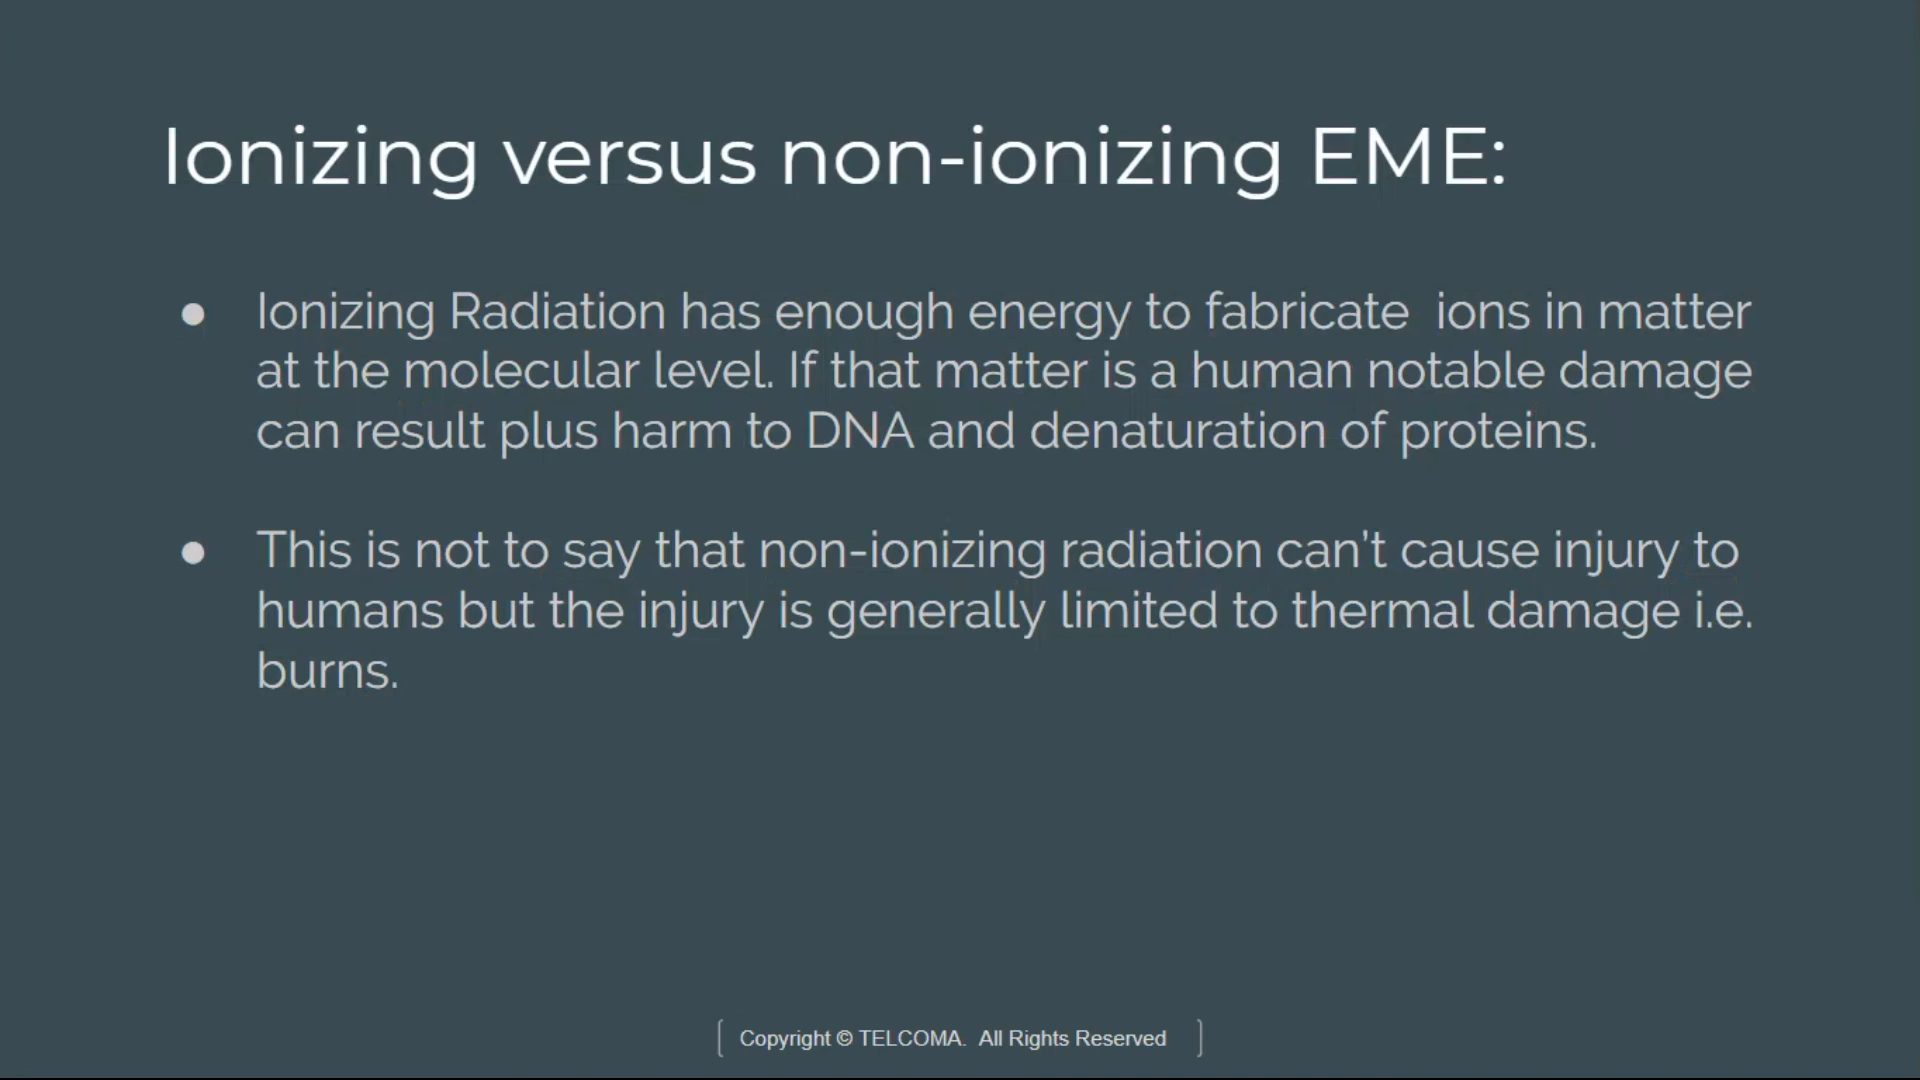 Ionizing versus non-ionizing EME:
● Ionizing Radiation has enough energy to fabricate  ions in matter
at the molecular level. If that matter is a human notable damage
can result plus harm to DNA and denaturation of proteins.
● This is not to say that non-ionizing radiation can't cause injury to
humans but the injury is generally limited to thermal damage i.e.
burns.
Copyright © TELCOMA.  All Rights Reserved